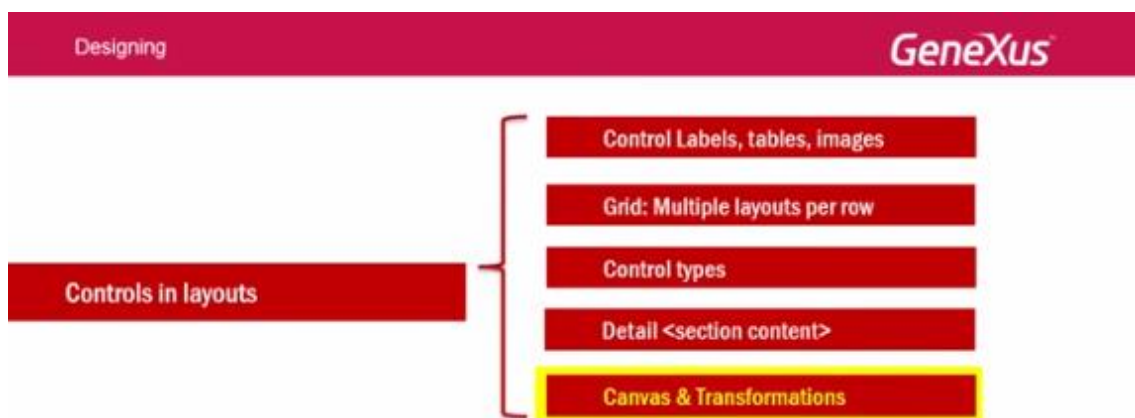 Designing
GeneXus
Control Labels, tables, images
Grid: Multiple layouts per row
Control types
Controls in layouts
Detail <section content>
Canvas & Transformations